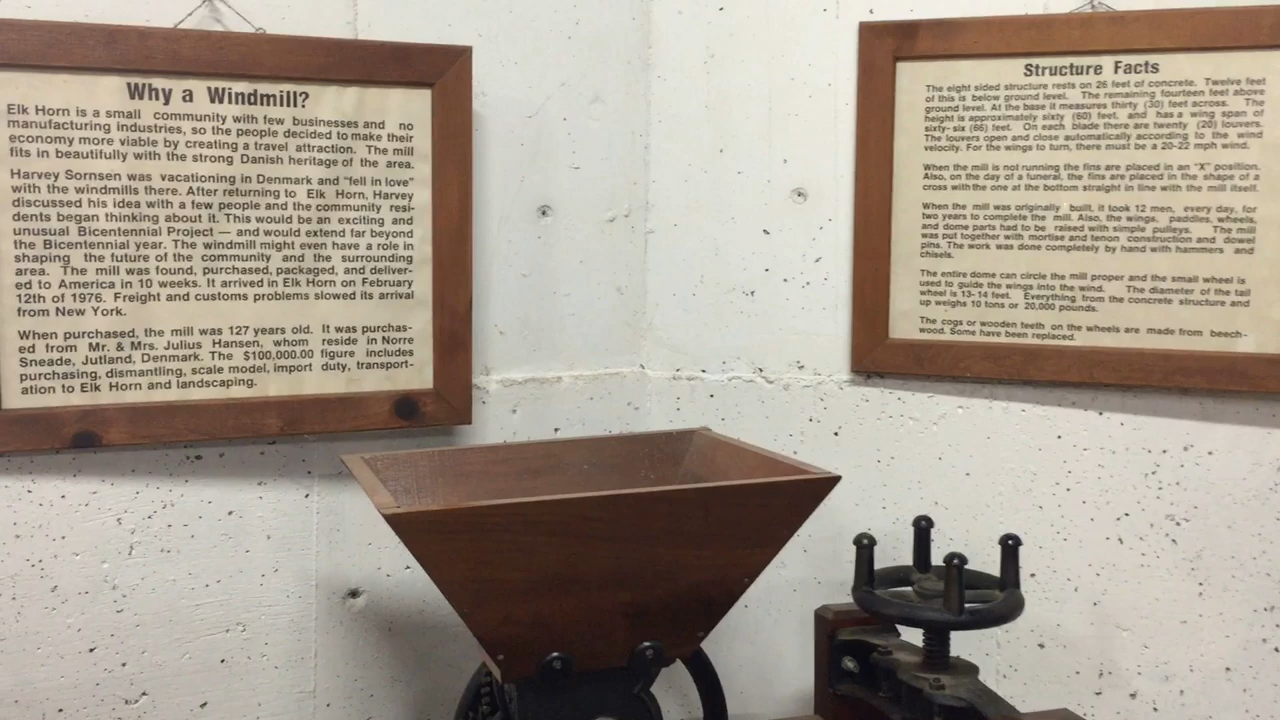 Why a Windmill?
Elk Horn is a small community with few businesses and no
manufacturing industries, so the people decided to make their
economy more viable by creating a travel attraction. The mill
fits in beautifully with the strong Danish heritage of the area.
Harvey Sornsen was vacationing in Denmark and "fell in love"
with the windmills there. After returning to Elk Horn, Harvey
discussed his idea with a few people and the community resi-
dents began thinking about it. This would be an exciting and
unusual Bicentennial Project — and would extend far beyond
the Bicentennial year. The windmill might even have a role in
shaping the future of the community and the surrounding
area. The mill was found, purchased, packaged, and deliver-
ed to America in 10 weeks. It arrived in Elk Horn on February
12th of 1976. Freight and customs problems slowed its arrival
from New York.
When purchased, the mill was 127 years old. It was purchas-
ed from Mr. & Mrs. Julius Hansen, whom reside in Norre
Sneade, Jutland, Denmark. The $100,000.00 figure includes
purchasing, dismantling, scale model, import duty, transport-
ation to Elk Horn and landscaping.
Structure Facts
The eight sided structure rests on 26 feet of concrete. Twelve feet
of this is below ground level. The remaining fourteen feet above
ground level. At the base it measures thirty (30) feet across. The
height is approximately sixty (60) feet, and has a wing span of
sixty-six (66) feet. On each blade there are twenty (20) louvers.
The louvers open and close automatically according to the wind
velocity. For the wings to turn, there must be a 20-22 mph wind.
When the mill is not running the fins are placed in an "X" position.
Also, on the day of a funeral, the fins are placed in the shape of a
cross with the one at the bottom straight in line with the mill itself.
When the mill was originally built, it took 12 men, every day, for
two years to complete the mill. Also, the wings, paddles, wheels,
and dome parts had to be raised with simple pulleys. The mill
was put together with mortise and tenon construction and dowel
pins. The work was done completely by hand with hammers and
chisels.
The entire dome can circle the mill proper and the small wheel is
used to guide the wings into the wind. The diameter of the tail
wheel is 13-14 feet. Everything from the concrete structure and
up weighs 10 tons or 20,000 pounds.
The cogs or wooden teeth on the wheels are made from beech-
wood. Some have been replaced.